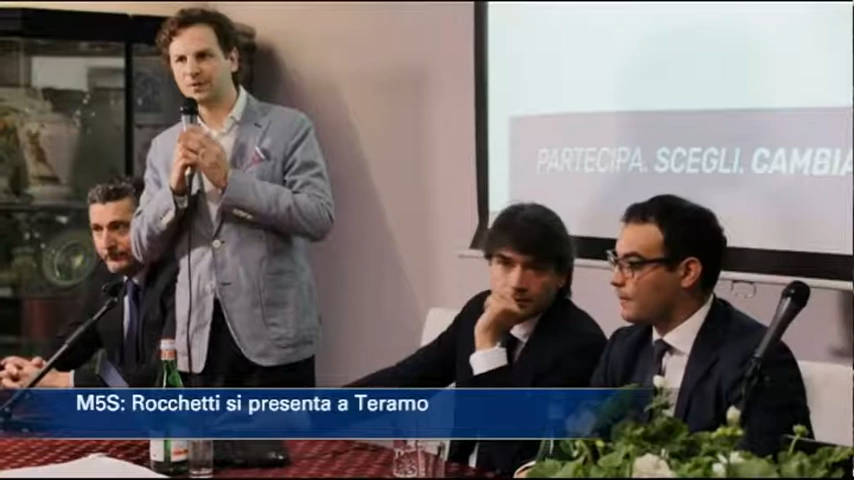 PARTECIPA. SCEGLI. CAMBIA
M5S: Rocchetti si presenta a Teramo